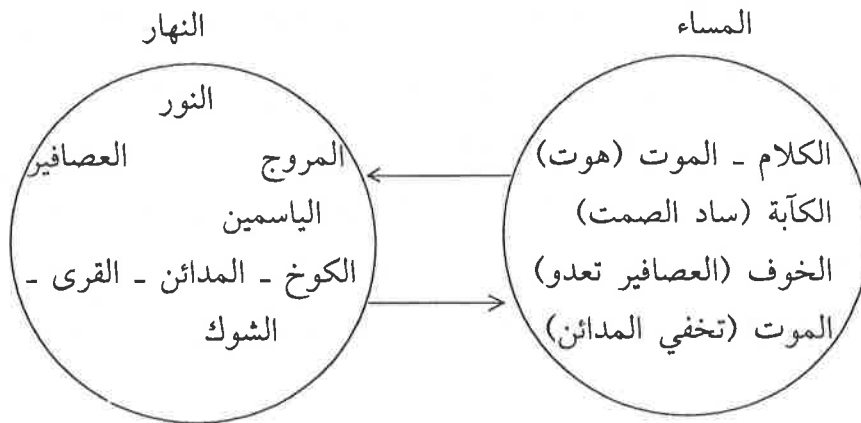 المساء
الكلام - الموت (هوت)
الكآبة (ساد الصمت)
الخوف (العصافير تعدو)
الموت (تخفي المدائن)
النهار
النور
المروج العصافير
الياسمين
الكوخ - المدائن - القرى -
الشوك